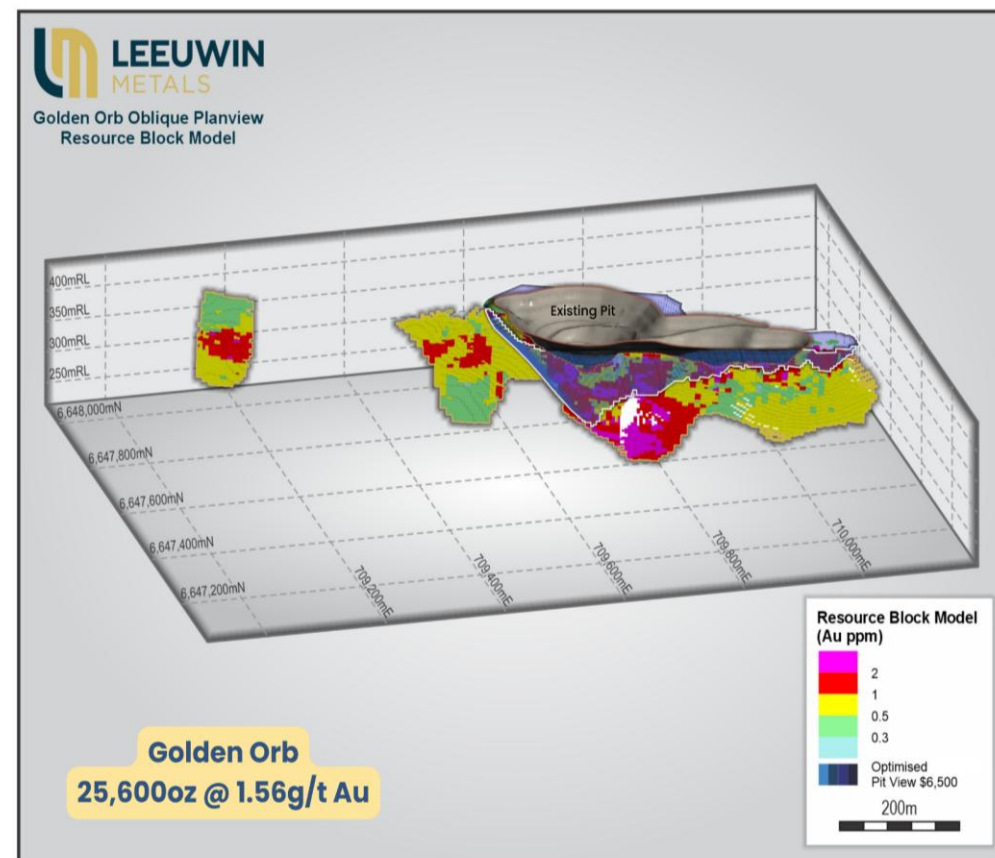 LEEUWIN
METALS
Golden Orb Oblique Planview
Resource Block Model
400mRL
350mRL
300mRL
250mRL
Existing Pit
6,648,000mN
6,647,800mN
6,647,600mN
6,647,400mN
6,647,200mN
709,200mE
709,400mE
709,600mE
709,800mE
710,000mE
Resource Block Model
(Au ppm)
2
1
0.5
0.3
Optimised
Pit View $6,500
200m
Golden Orb
25,600oz @ 1.56g/t Au